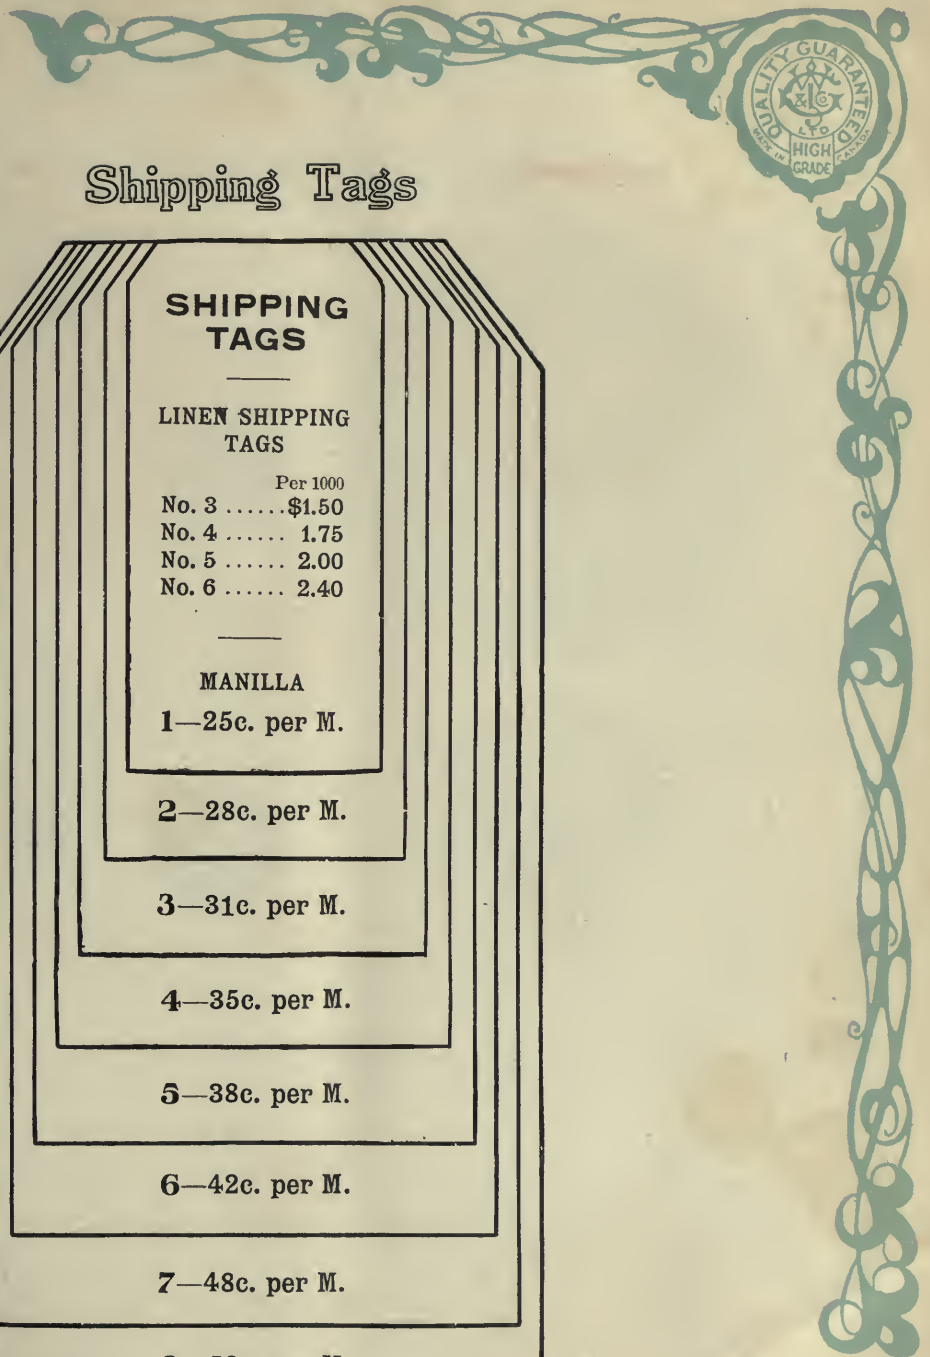 QUALITY GUARANTEED
LTD
MADE IN CANADA
HIGH
GRADE
Shipping Tags
SHIPPING
TAGS
LINEN SHIPPING
TAGS
Per 1000
No. 3 ......$1.50
No. 4 ...... 1.75
No. 5 ...... 2.00
No. 6 ...... 2.40
MANILLA
1—25c. per M.
2—28c. per M.
3—31c. per M.
4—35c. per M.
5—38c. per M.
6—42c. per M.
7—48c. per M.